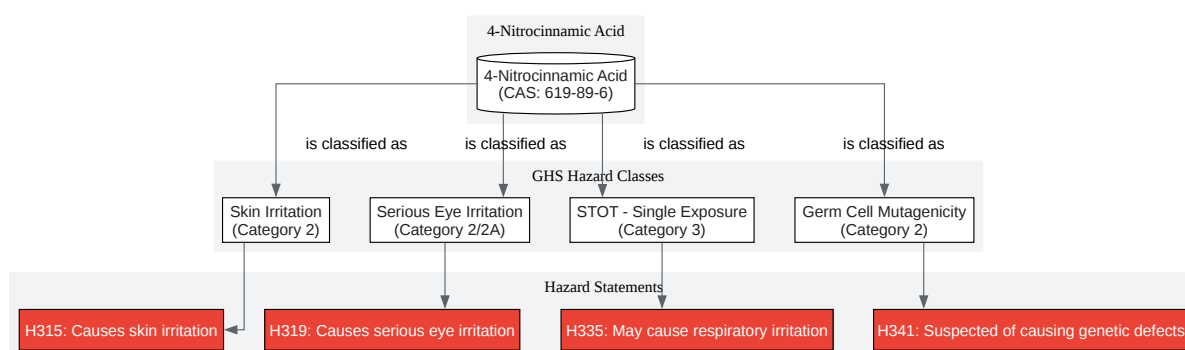 4-Nitrocinnamic Acid
4-Nitrocinnamic Acid
(CAS: 619-89-6)
is classified as
is classified as
is classified as
is classified as
GHS Hazard Classes
Skin Irritation
(Category 2)
Serious Eye Irritation
(Category 2/2A)
STOT - Single Exposure
(Category 3)
Germ Cell Mutagenicity
(Category 2)
Hazard Statements
H315: Causes skin irritation
H319: Causes serious eye irritation
H335: May cause respiratory irritation
H341: Suspected of causing genetic defects